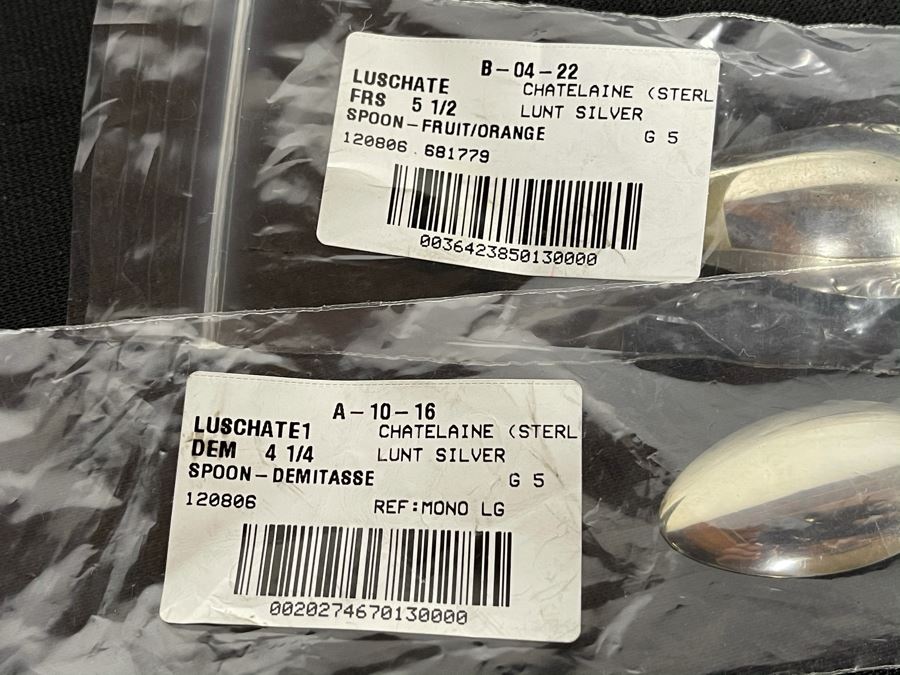 B-04-22
LUSCHATE CHATELAINE (STERL
FRS 5 1/2 LUNT SILVER
SPOON-FRUIT/ORANGE G 5
120806 681779
0036423850130000
A-10-16
LUSCHATE1 CHATELAINE (STERL
DEM 4 1/4 LUNT SILVER
SPOON-DEMITASSE G 5
120806 REF:MONO LG
0020274670130000